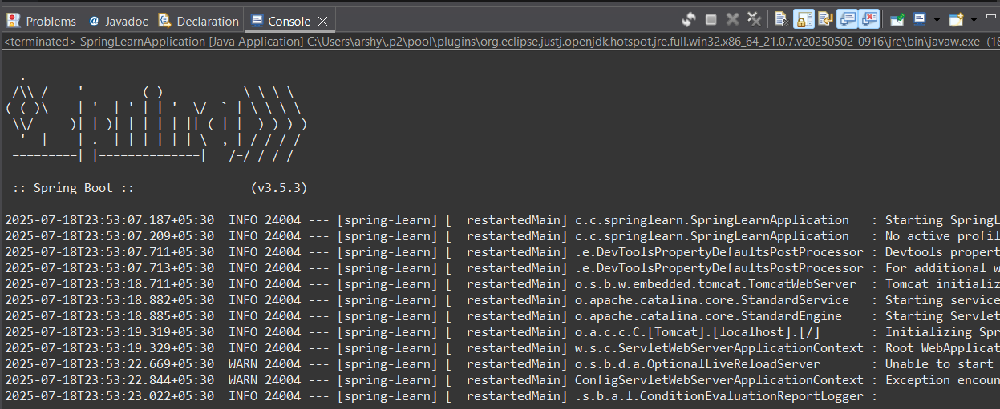 Problems @ Javadoc Declaration Console
<terminated> SpringLearnApplication [Java Application] C:\Users\arshy\.p2\pool\plugins\org.eclipse.justj.openjdk.hotspot.jre.full.win32.x86_64_21.0.7.v20250502-0916\jre\bin\javaw.exe (18
  .   ____          _            __ _ _
 /\\ / ___'_ __ _ _(_)_ __  __ _ \ \ \ \
( ( )\___ | '_ | '_| | '_ \/ _` | \ \ \ \
 \\/  ___)| |_)| | | | | || (_| |  ) ) ) )
  '  |____| .__|_| |_|_| |_\__, | / / / /
 =========|_|==============|___/=/_/_/_/
 :: Spring Boot ::                (v3.5.3)
2025-07-18T23:53:07.187+05:30  INFO 24004 --- [spring-learn] [  restartedMain] c.c.springlearn.SpringLearnApplication   : Starting SpringL
2025-07-18T23:53:07.209+05:30  INFO 24004 --- [spring-learn] [  restartedMain] c.c.springlearn.SpringLearnApplication   : No active profil
2025-07-18T23:53:07.711+05:30  INFO 24004 --- [spring-learn] [  restartedMain] .e.DevToolsPropertyDefaultsPostProcessor : Devtools propert
2025-07-18T23:53:07.713+05:30  INFO 24004 --- [spring-learn] [  restartedMain] .e.DevToolsPropertyDefaultsPostProcessor : For additional w
2025-07-18T23:53:18.711+05:30  INFO 24004 --- [spring-learn] [  restartedMain] o.s.b.w.embedded.tomcat.TomcatWebServer  : Tomcat initializ
2025-07-18T23:53:18.882+05:30  INFO 24004 --- [spring-learn] [  restartedMain] o.apache.catalina.core.StandardService   : Starting service
2025-07-18T23:53:18.885+05:30  INFO 24004 --- [spring-learn] [  restartedMain] o.apache.catalina.core.StandardEngine    : Starting Servlet
2025-07-18T23:53:19.319+05:30  INFO 24004 --- [spring-learn] [  restartedMain] o.a.c.c.C.[Tomcat].[localhost].[/]       : Initializing Spr
2025-07-18T23:53:19.329+05:30  INFO 24004 --- [spring-learn] [  restartedMain] w.s.c.ServletWebServerApplicationContext : Root WebApplicat
2025-07-18T23:53:22.669+05:30  WARN 24004 --- [spring-learn] [  restartedMain] o.s.b.d.a.OptionalLiveReloadServer       : Unable to start
2025-07-18T23:53:22.844+05:30  WARN 24004 --- [spring-learn] [  restartedMain] ConfigServletWebServerApplicationContext : Exception encoun
2025-07-18T23:53:23.022+05:30  INFO 24004 --- [spring-learn] [  restartedMain] .s.b.a.l.ConditionEvaluationReportLogger :